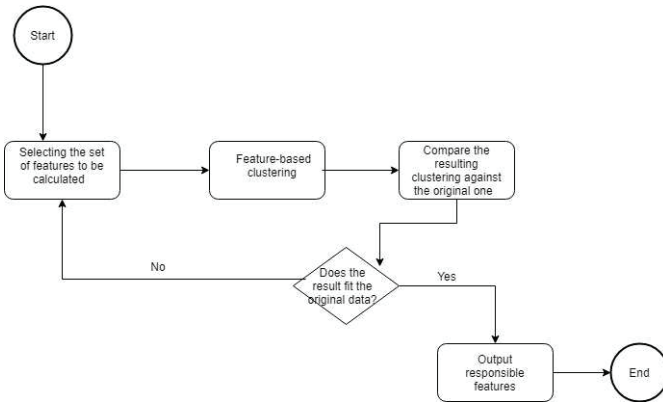 Start
Selecting the set
of features to be
calculated
Feature-based
clustering
Compare the
resulting
clustering against
the original one
Does the
result fit the
original data?
No
Yes
Output
responsible
features
End